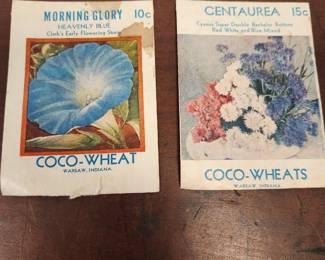 MORNING GLORY 10c
HEAVENLY BLUE
Clark's Early Flowering Strain
COCO-WHEAT
WARSAW, INDIANA
CENTAUREA 15c
Cyanus Super Double Bachelor Buttons
Red White and Blue Mixed
COCO-WHEATS
WARSAW, INDIANA